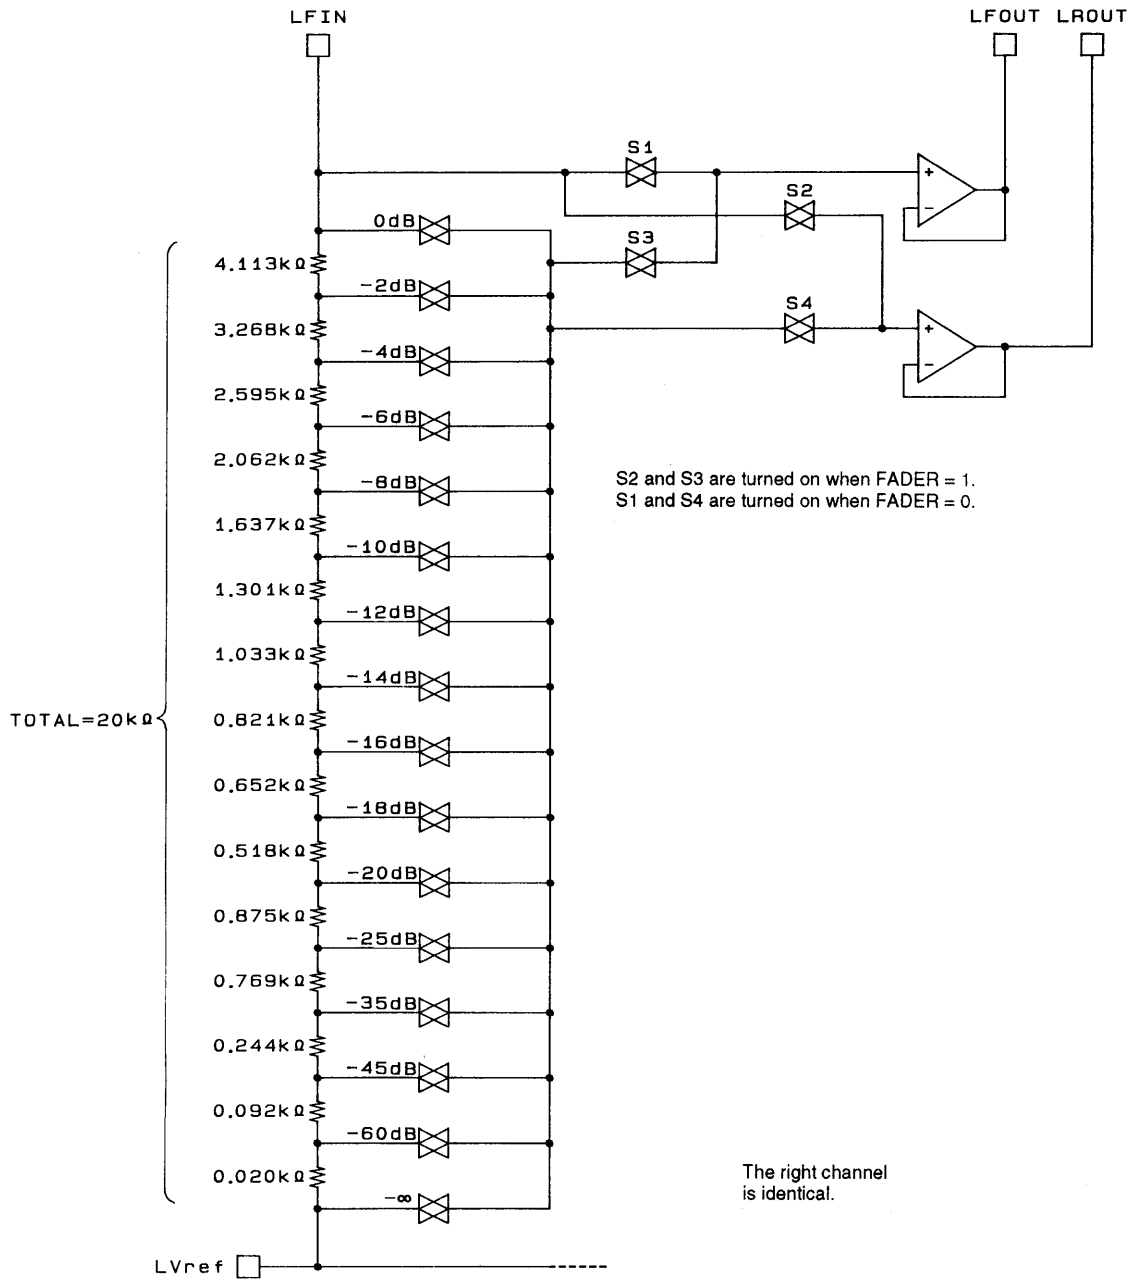 LFIN
LFOUT LROUT
S1
S2
0dB
S3
4.113kΩ
-2dB
S4
3.268kΩ
-4dB
2.595kΩ
-6dB
2.062kΩ
-8dB
S2 and S3 are turned on when FADER = 1.
S1 and S4 are turned on when FADER = 0.
1.637kΩ
-10dB
1.301kΩ
-12dB
1.033kΩ
-14dB
TOTAL=20kΩ
0.821kΩ
-16dB
0.652kΩ
-18dB
0.518kΩ
-20dB
0.875kΩ
-25dB
0.769kΩ
-35dB
0.244kΩ
-45dB
0.092kΩ
-60dB
0.020kΩ
-∞
The right channel
is identical.
LVref